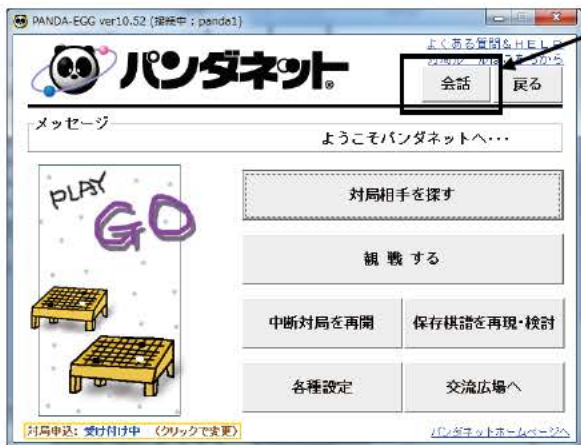 PANDA-EGG ver10.52 (接続中:panda1)
よくある質問&HELP
パンダネット
会話
戻る
メッセージ
ようこそパンダネットへ・・・
PLAY
GO
対局相手を探す
観 戦 する
中断対局を再開
保存棋譜を再現・検討
各種設定
交流広場へ
対局申込: 受け付け中 (クリックで変更)
パンダネットホームページへ